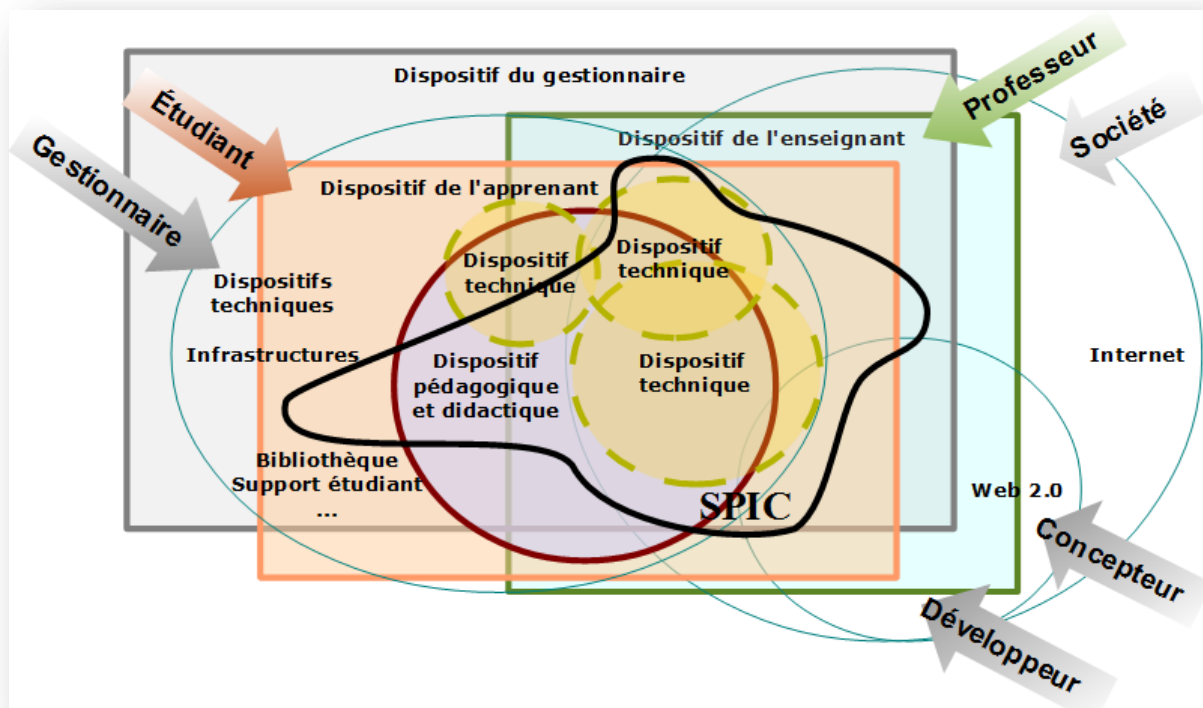 Dispositif du gestionnaire
Professeur
Société
Étudiant
Gestionnaire
Dispositif de l'enseignant
Dispositif de l'apprenant
Dispositif
technique
Dispositif
technique
Dispositifs
techniques
Infrastructures
Dispositif
pédagogique
et didactique
Dispositif
technique
Internet
Bibliothèque
Support étudiant
...
SPIC
Web 2.0
Concepteur
Développeur